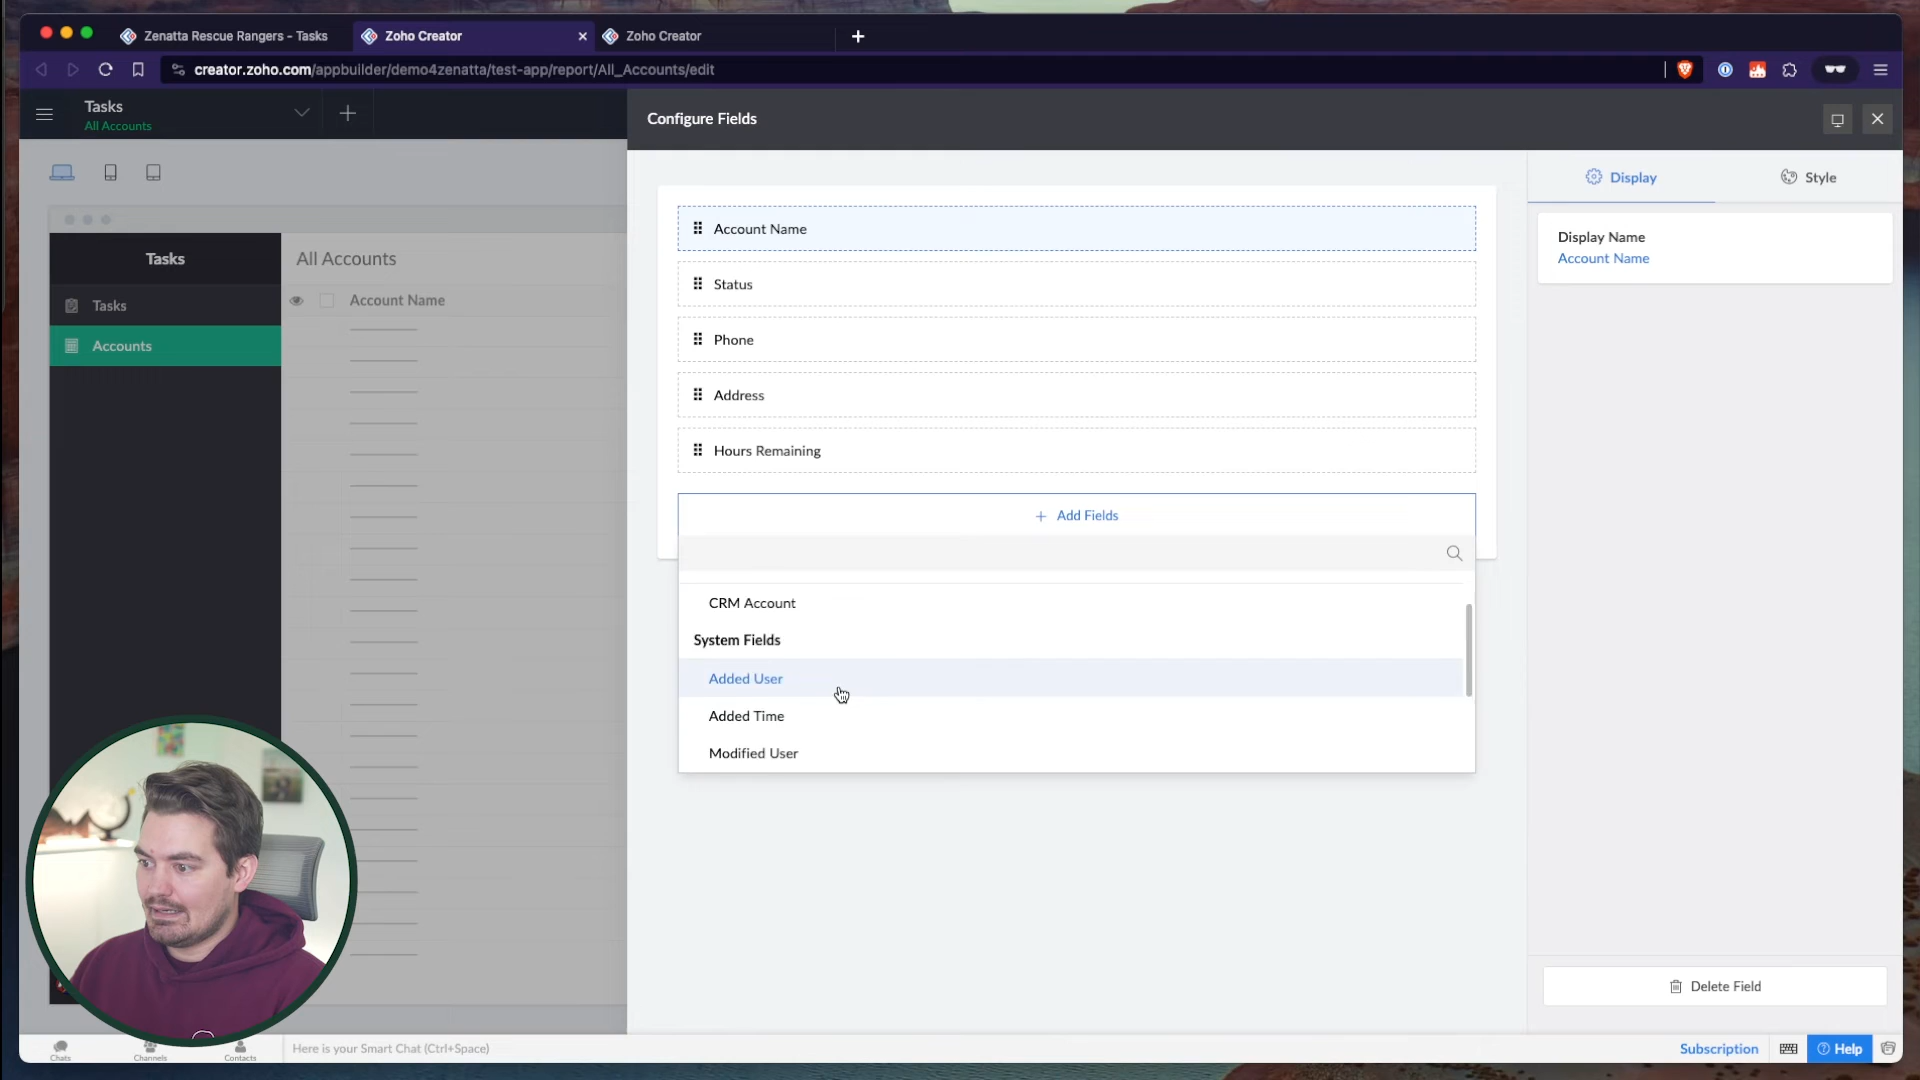 Zenatta Rescue Rangers - Tasks
Zoho Creator
Zoho Creator
creator.zoho.com/appbuilder/demo4zenatta/test-app/report/All_Accounts/edit
Tasks
All Accounts
Configure Fields
Display
Style
Tasks
All Accounts
Tasks
Account Name
Accounts
Account Name
Status
Phone
Address
Hours Remaining
Add Fields
CRM Account
System Fields
Added User
Added Time
Modified User
Display Name
Account Name
Delete Field
Chats
Channels
Contacts
Here is your Smart Chat (Ctrl+Space)
Subscription
Help